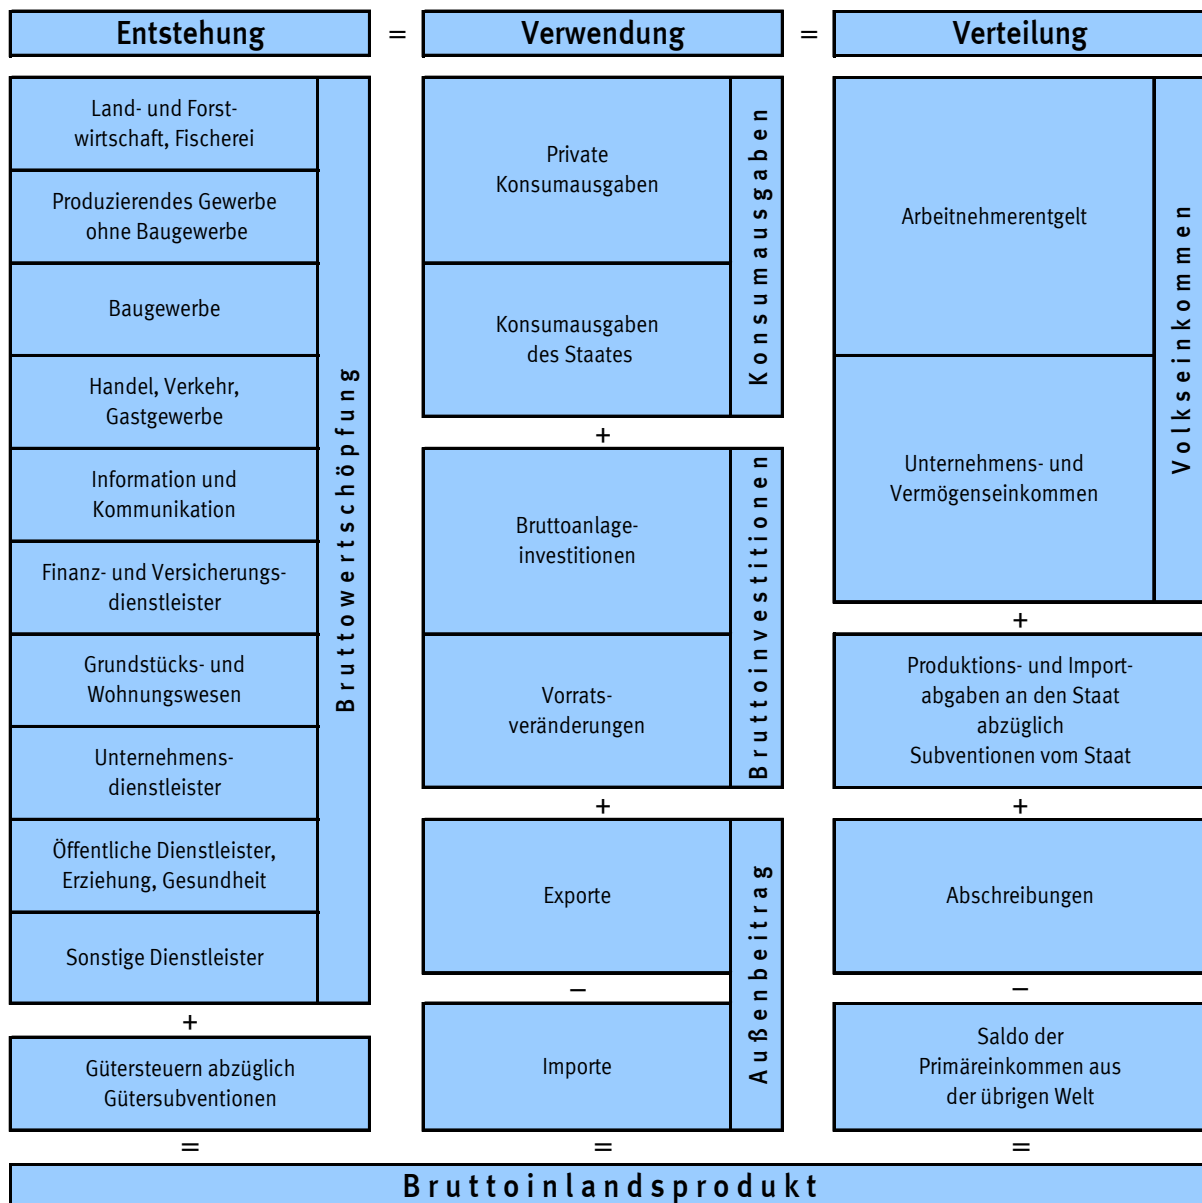 Entstehung = Verwendung = Verteilung
Land- und Forst-
wirtschaft, Fischerei
Produzierendes Gewerbe
ohne Baugewerbe
Baugewerbe
Handel, Verkehr,
Gastgewerbe
Information und
Kommunikation
Finanz- und Versicherungs-
dienstleister
Grundstücks- und
Wohnungswesen
Unternehmens-
dienstleister
Öffentliche Dienstleister,
Erziehung, Gesundheit
Sonstige Dienstleister
Bruttowertschöpfung
+
Gütersteuern abzüglich
Gütersubventionen
=
Private
Konsumausgaben
Konsumausgaben
des Staates
Konsumausgaben
+
Bruttoanlage-
investitionen
Vorrats-
veränderungen
Bruttoinvestitionen
+
Exporte
–
Importe
Außenbeitrag
=
Arbeitnehmerentgelt
Unternehmens- und
Vermögenseinkommen
Volkseinkommen
+
Produktions- und Import-
abgaben an den Staat
abzüglich
Subventionen vom Staat
+
Abschreibungen
–
Saldo der
Primäreinkommen aus
der übrigen Welt
=
Bruttoinlandsprodukt